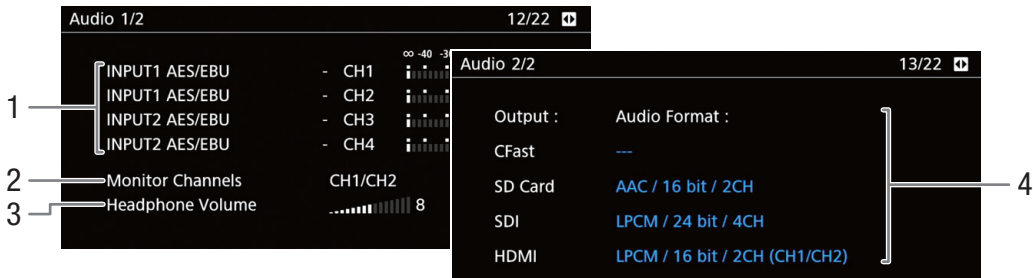 Audio 1/2 12/22
∞ -40
INPUT1 AES/EBU - CH1
INPUT1 AES/EBU - CH2
INPUT2 AES/EBU - CH3
INPUT2 AES/EBU - CH4
Monitor Channels CH1/CH2
Headphone Volume 8
1
2
3
Audio 2/2 13/22
Output : Audio Format :
CFast ---
SD Card AAC / 16 bit / 2CH
SDI LPCM / 24 bit / 4CH
HDMI LPCM / 16 bit / 2CH (CH1/CH2)
4